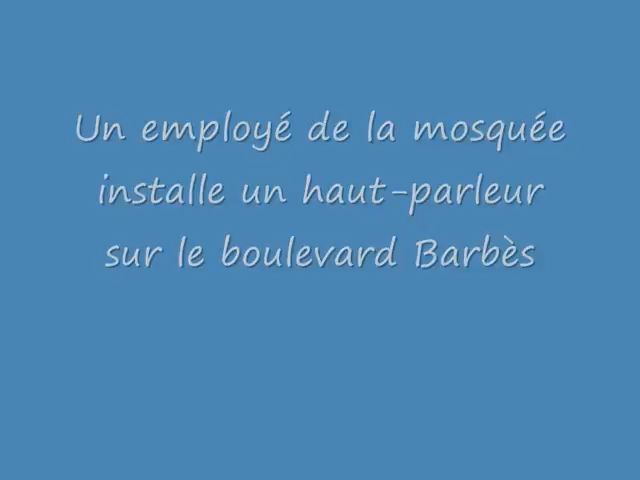 Un employé de la mosquée
installe un haut-parleur
sur le boulevard Barbès